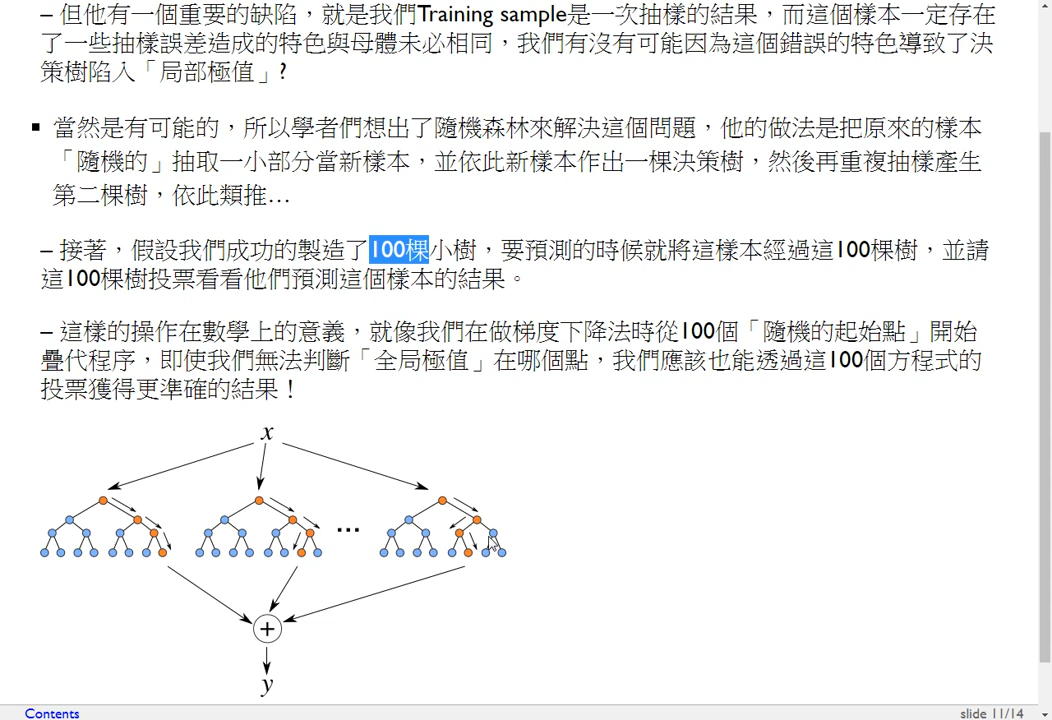 – 但他有一個重要的缺陷，就是我們Training sample是一次抽樣的結果，而這個樣本一定存在
了一些抽樣誤差造成的特色與母體未必相同，我們有沒有可能因為這個錯誤的特色導致了決
策樹陷入「局部極值」?
▪ 當然是有可能的，所以學者們想出了隨機森林來解決這個問題，他的做法是把原來的樣本
「隨機的」抽取一小部分當新樣本，並依此新樣本作出一棵決策樹，然後再重複抽樣產生
第二棵樹，依此類推…
– 接著，假設我們成功的製造了100棵小樹，要預測的時候就將這樣本經過這100棵樹，並請
這100棵樹投票看看他們預測這個樣本的結果。
– 這樣的操作在數學上的意義，就像我們在做梯度下降法時從100個「隨機的起始點」開始
疊代程序，即使我們無法判斷「全局極值」在哪個點，我們應該也能透過這100個方程式的
投票獲得更準確的結果！
x
...
+
y
Contents
slide 11/14